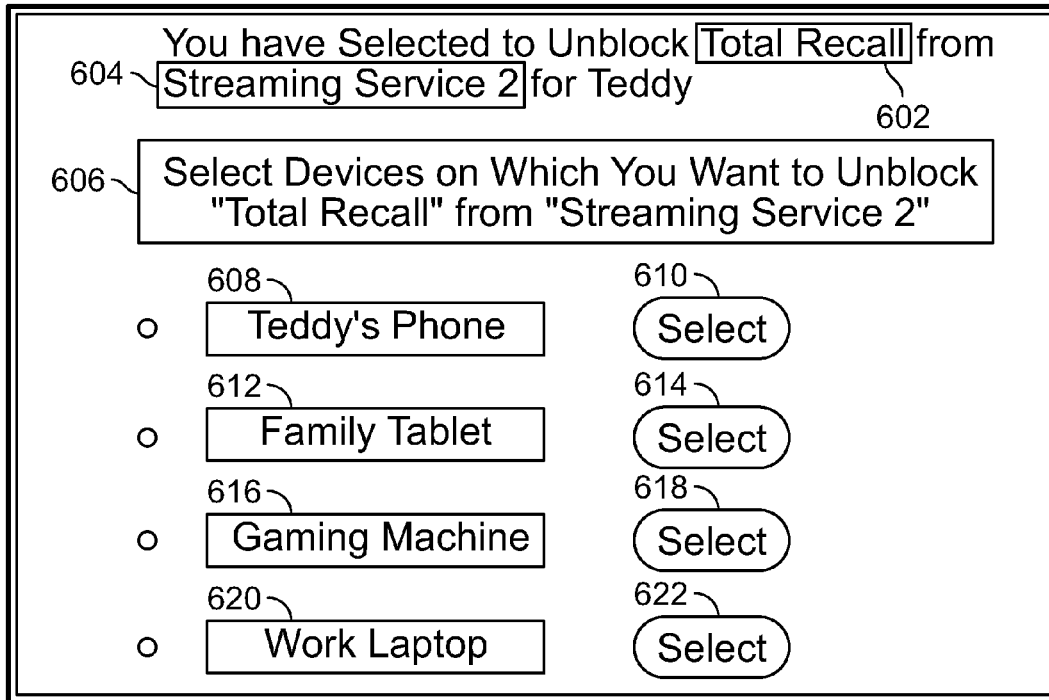 You have Selected to Unblock Total Recall from
604 Streaming Service 2 for Teddy
602
606 Select Devices on Which You Want to Unblock
"Total Recall" from "Streaming Service 2"
608 610
Teddy's Phone Select
612 614
Family Tablet Select
616 618
Gaming Machine Select
620 622
Work Laptop Select